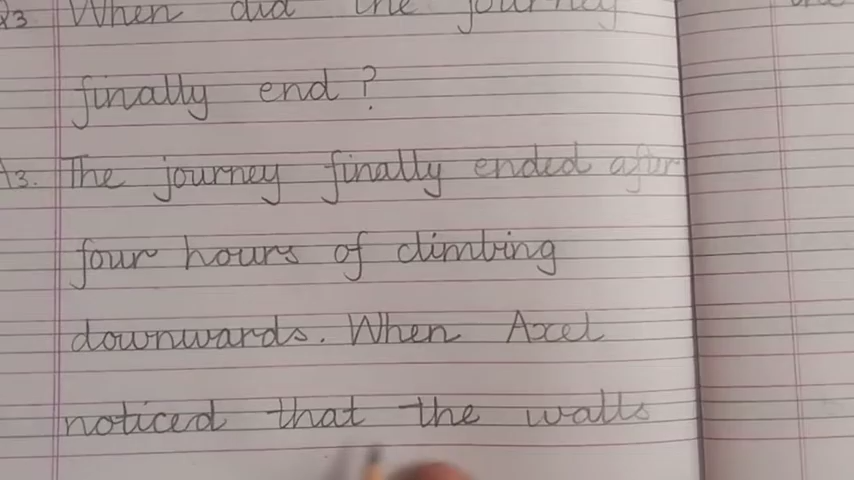 Q3 When did the journey
finally end?
A3. The journey finally ended after
four hours of climbing
downwards. When Axel
noticed that the walls